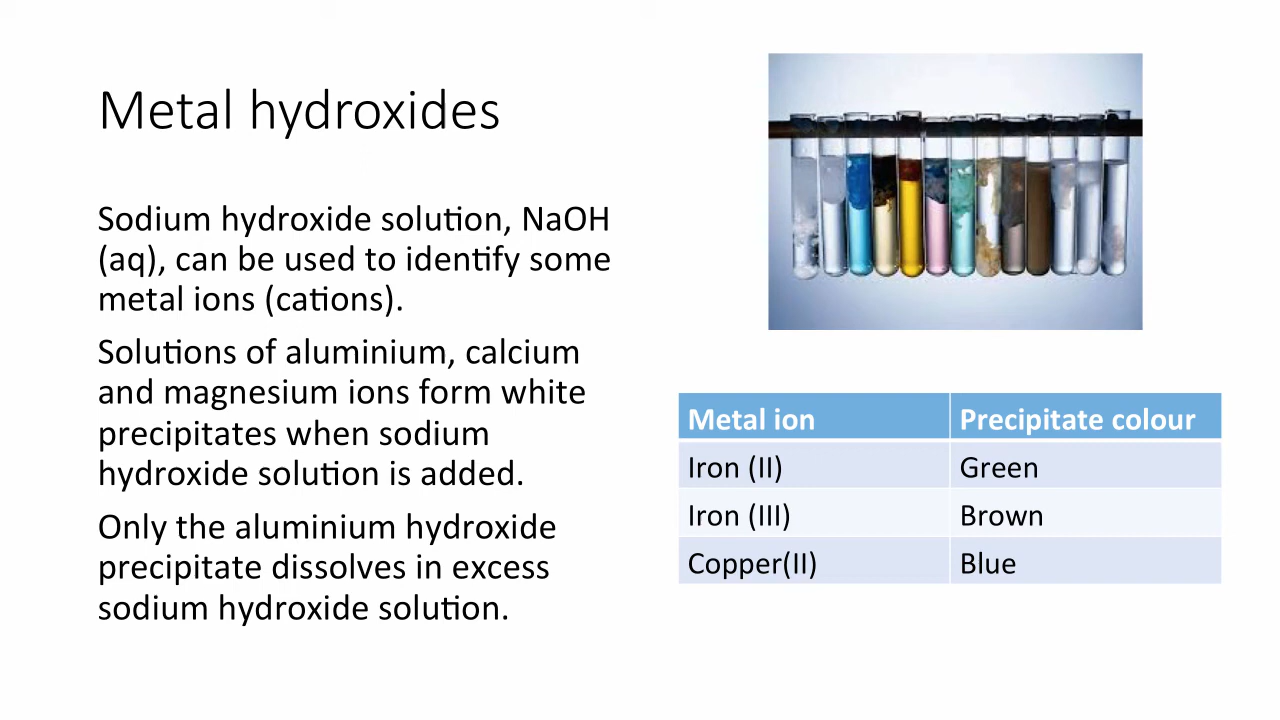 Metal hydroxides
Sodium hydroxide solution, NaOH
(aq), can be used to identify some
metal ions (cations).
Solutions of aluminium, calcium
and magnesium ions form white
precipitates when sodium
hydroxide solution is added.
Only the aluminium hydroxide
precipitate dissolves in excess
sodium hydroxide solution.
Metal ion Precipitate colour
Iron (II) Green
Iron (III) Brown
Copper(II) Blue